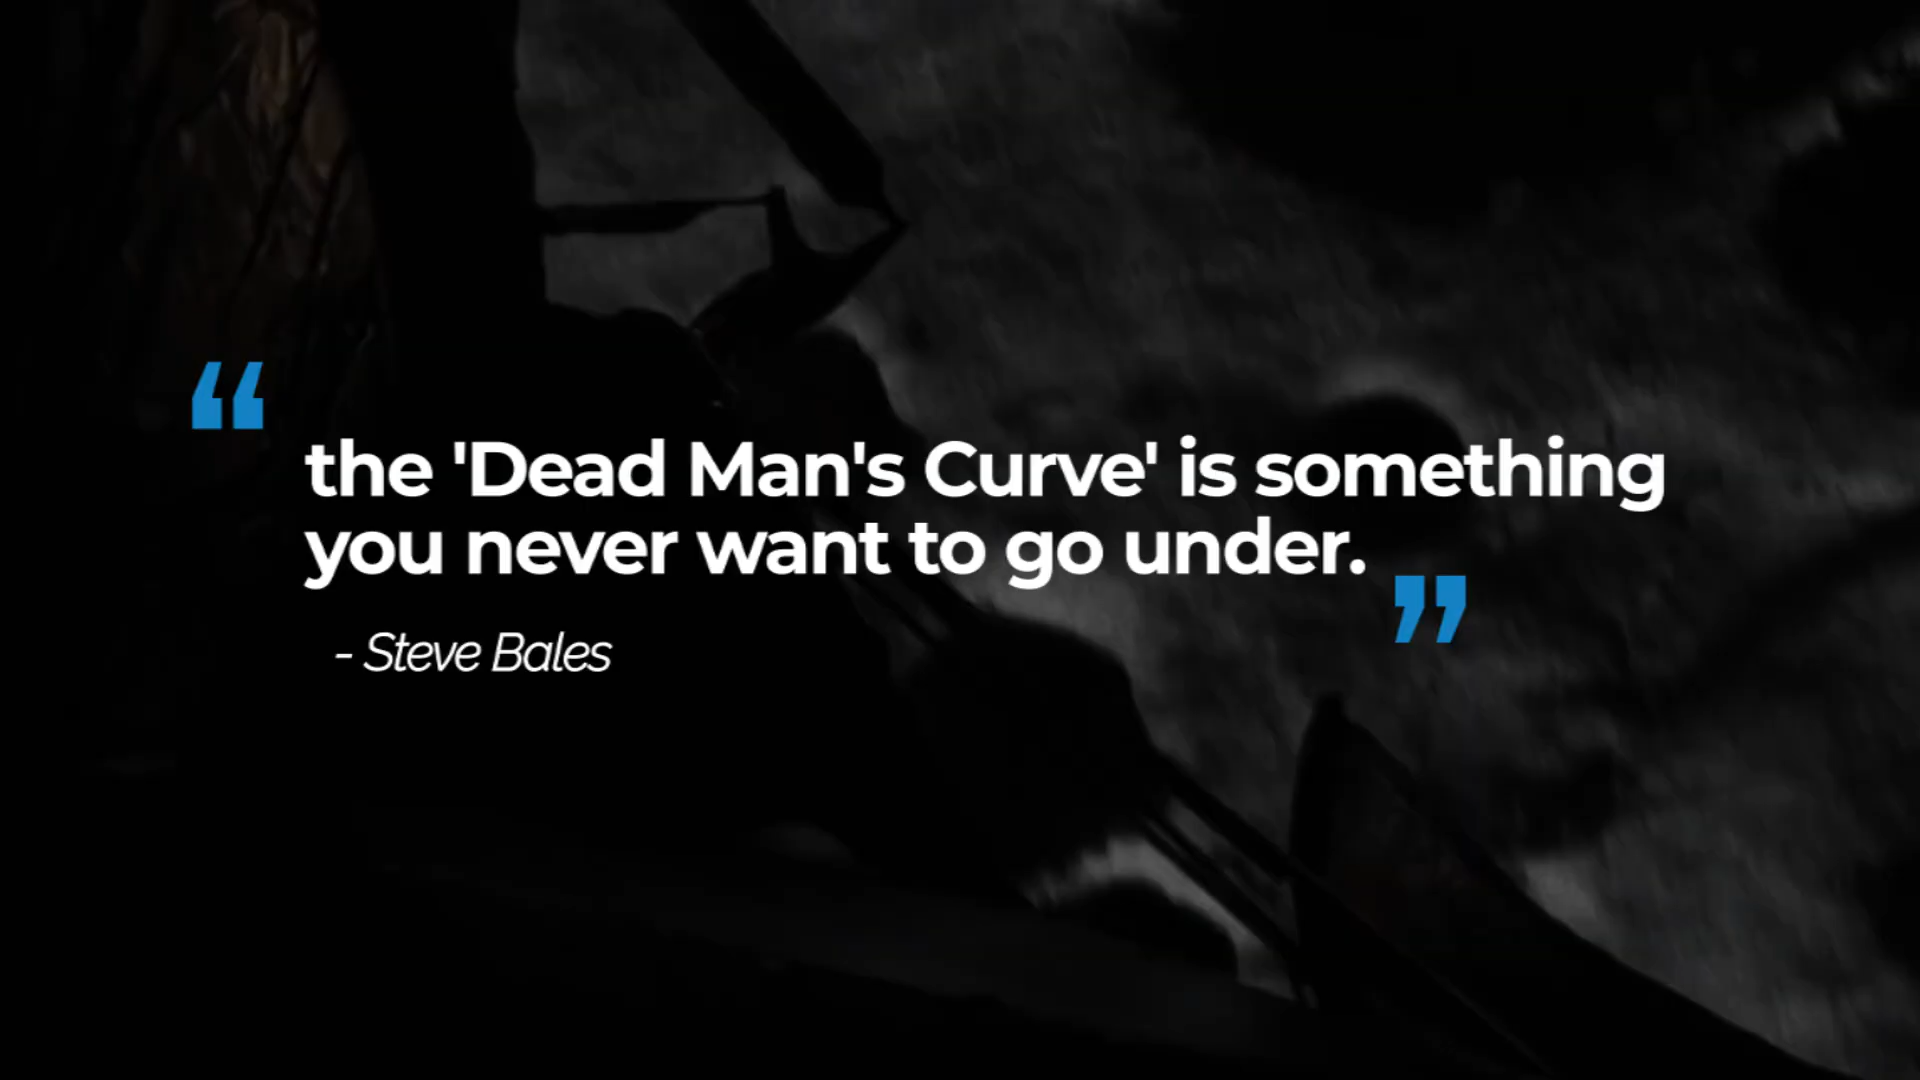 “the 'Dead Man's Curve' is something
you never want to go under.”
- Steve Bales